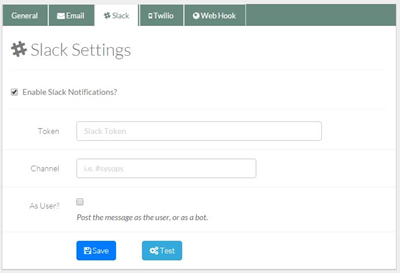 General Email Slack Twilio Web Hook
Slack Settings
Enable Slack Notifications?
Token Slack Token
Channel i.e. #sysops
As User?
Post the message as the user, or as a bot.
Save Test